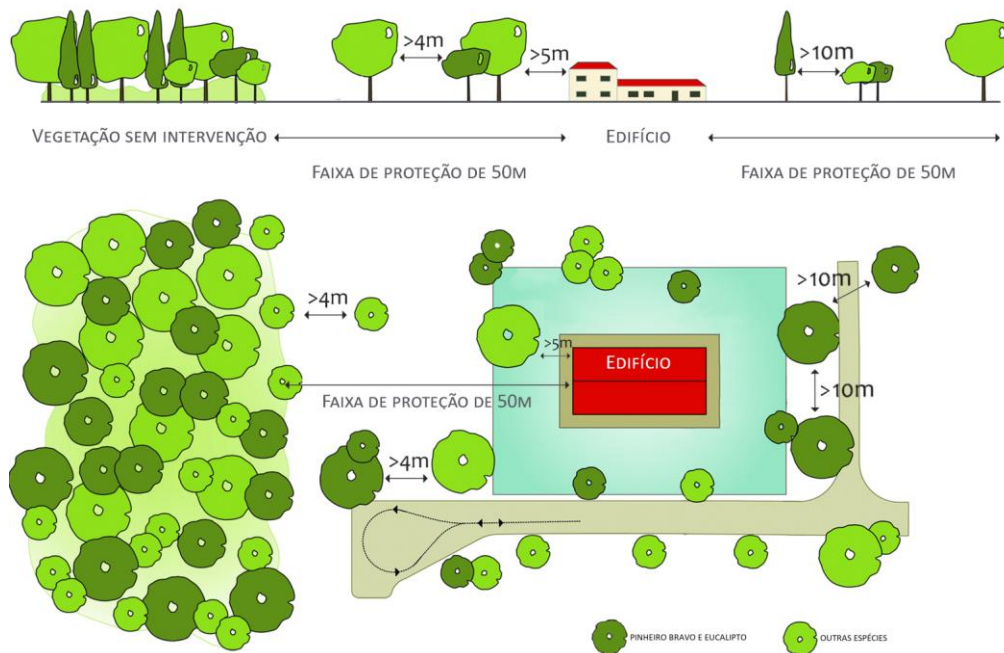 >4m
>5m
>10m
VEGETAÇÃO SEM INTERVENÇÃO
EDIFÍCIO
FAIXA DE PROTEÇÃO DE 50M
FAIXA DE PROTEÇÃO DE 50M
>4m
>10m
>5m
EDIFÍCIO
>10m
FAIXA DE PROTEÇÃO DE 50M
>4m
PINHEIRO BRAVO E EUCALIPTO
OUTRAS ESPÉCIES